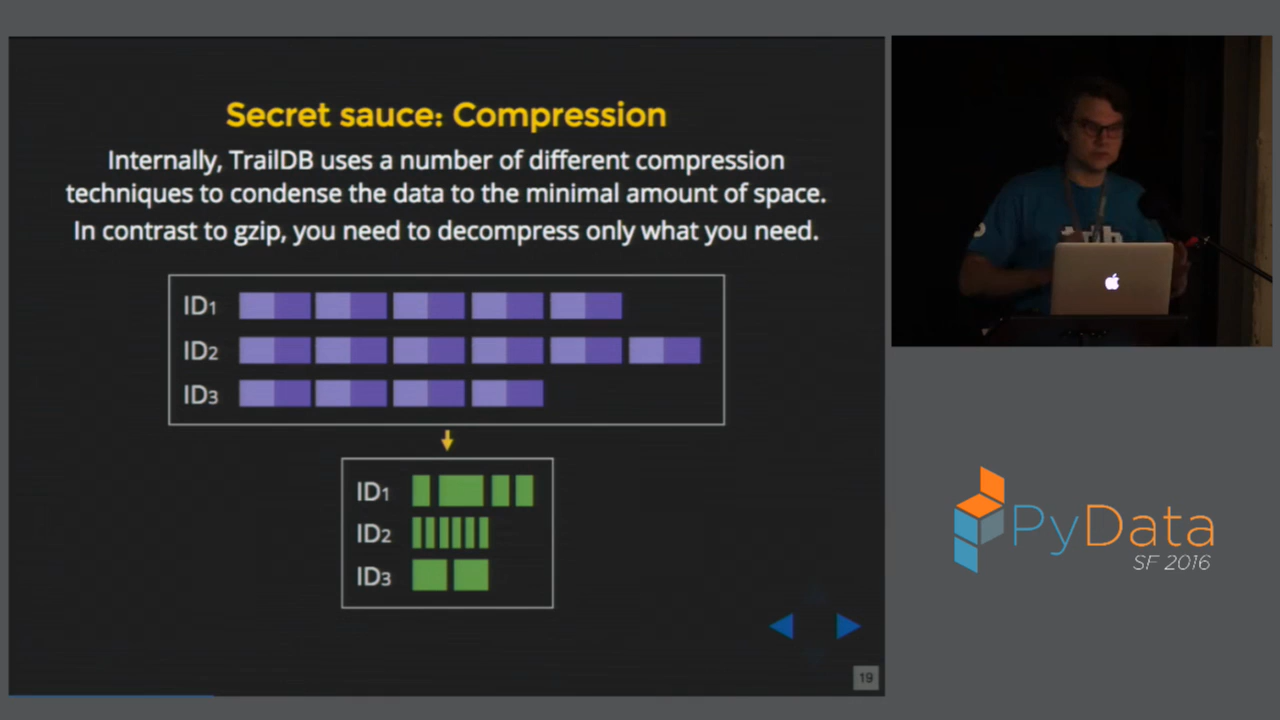 Secret sauce: Compression
Internally, TrailDB uses a number of different compression
techniques to condense the data to the minimal amount of space.
In contrast to gzip, you need to decompress only what you need.
ID1
ID2
ID3
ID1
ID2
ID3
19
PyData
SF 2016